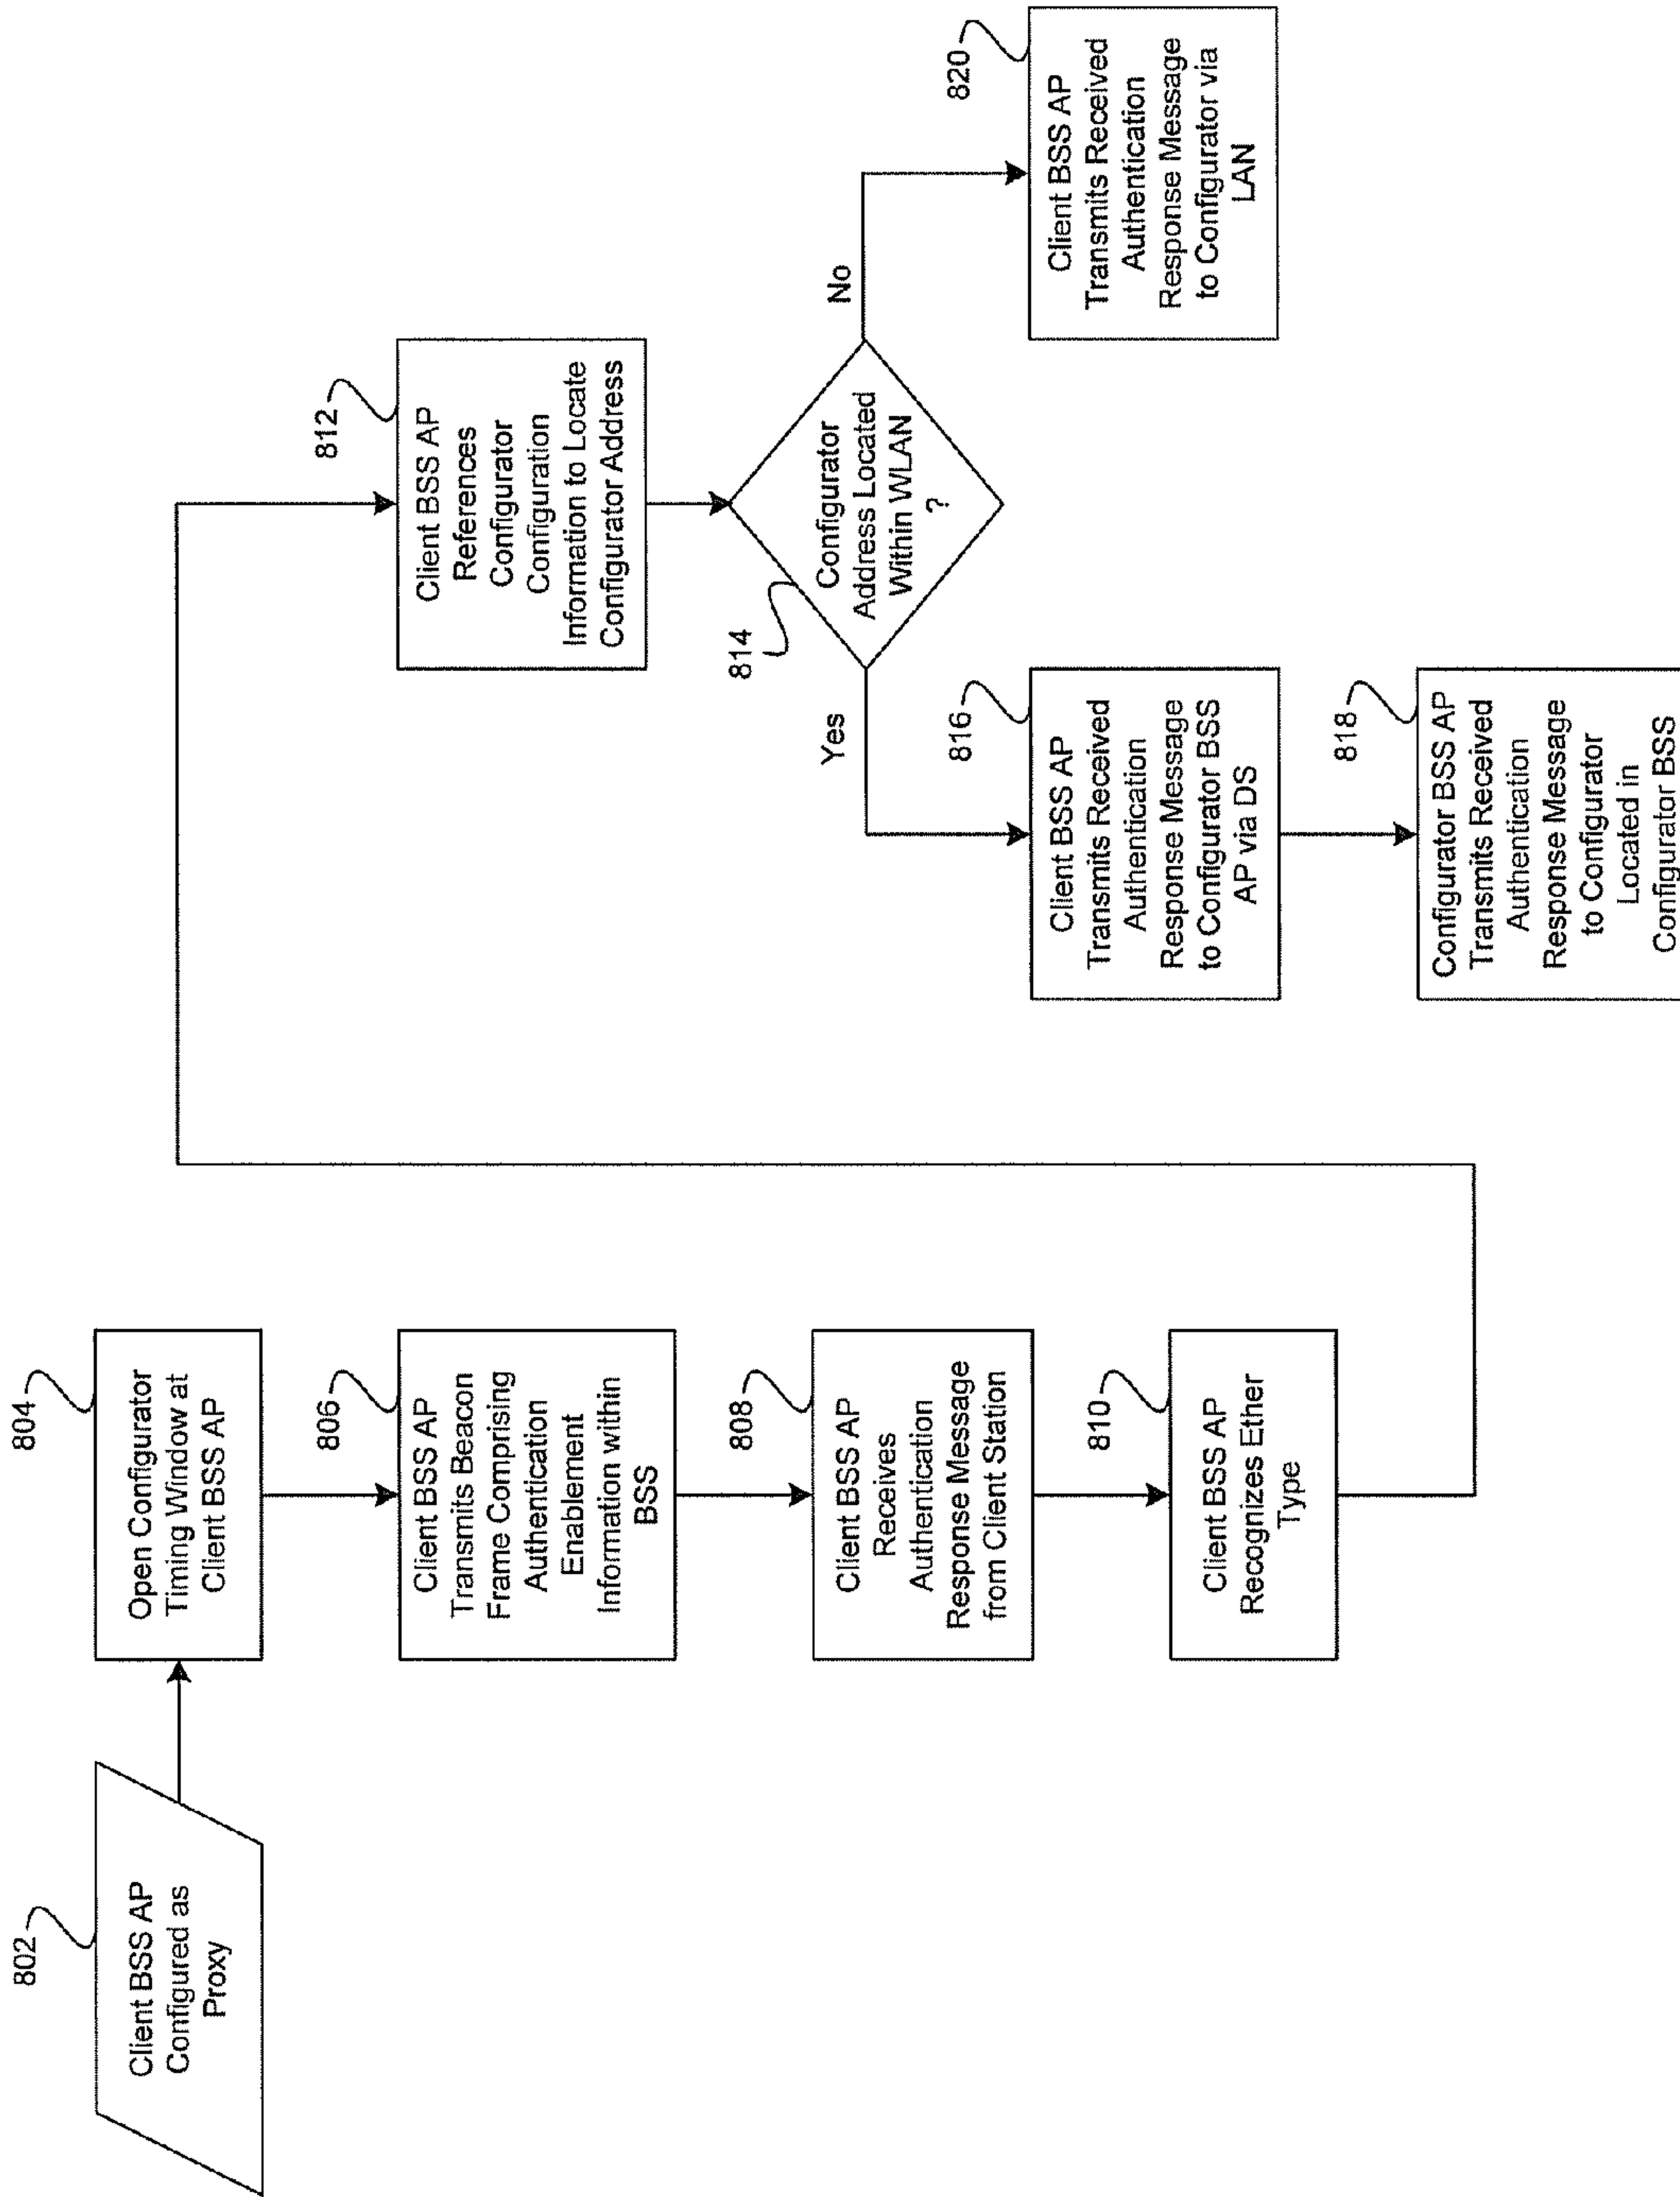 802
Client BSS AP
Configured as
Proxy
804
Open Configurator
Timing Window at
Client BSS AP
806
Client BSS AP
Transmits Beacon
Frame Comprising
Authentication
Enablement
Information within
BSS
808
Client BSS AP
Receives
Authentication
Response Message
from Client Station
810
Client BSS AP
Recognizes Ether
Type
812
Client BSS AP
References
Configurator
Configuration
Information to Locate
Configurator Address
814
Configurator
Address Located
Within WLAN
?
Yes
No
816
Client BSS AP
Transmits Received
Authentication
Response Message
to Configurator BSS
AP via DS
818
Configurator BSS AP
Transmits Received
Authentication
Response Message
to Configurator
Located in
Configurator BSS
820
Client BSS AP
Transmits Received
Authentication
Response Message
to Configurator via
LAN